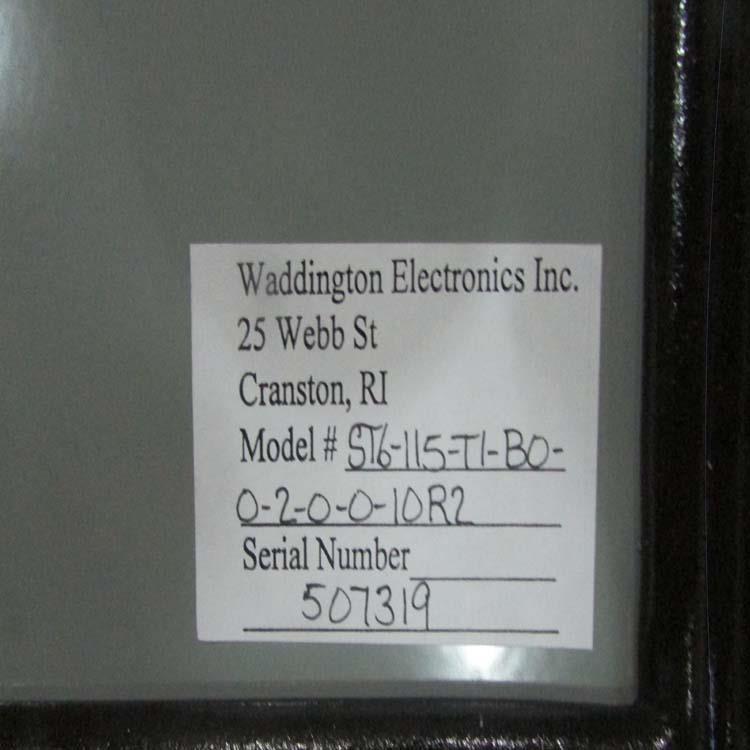 Waddington Electronics Inc.
25 Webb St
Cranston, RI
Model # ST6-115-T1-B0-
0-2-0-0-10R2
Serial Number
507319